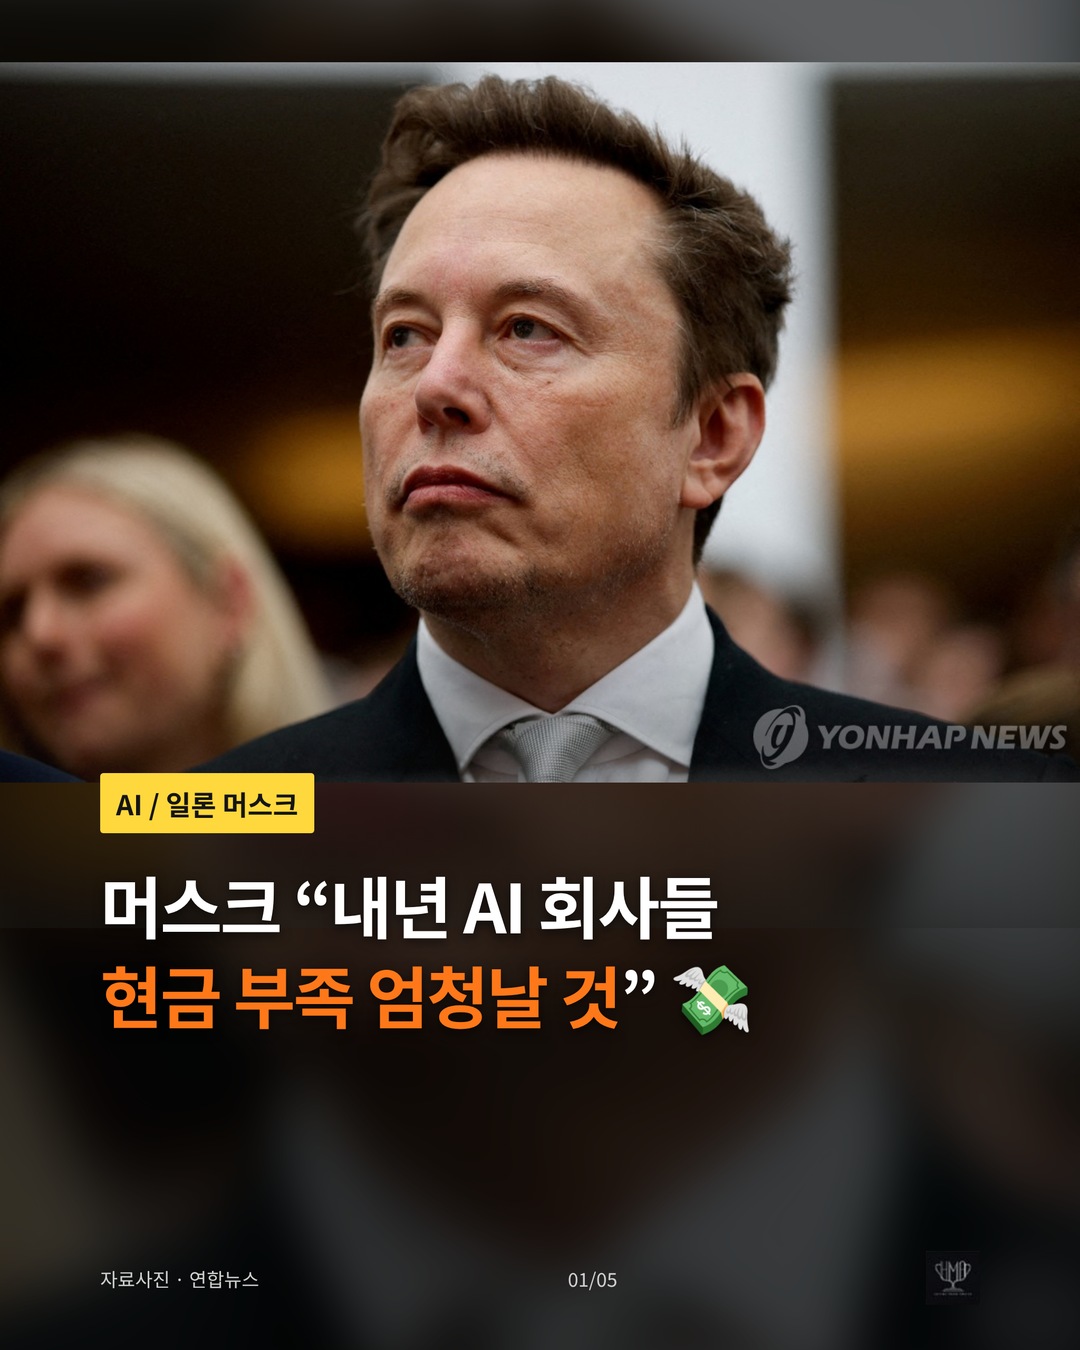 YONHAP NEWS
AI / 일론 머스크
머스크 “내년 AI 회사들
현금 부족 엄청날 것”
자료사진 · 연합뉴스
01/05